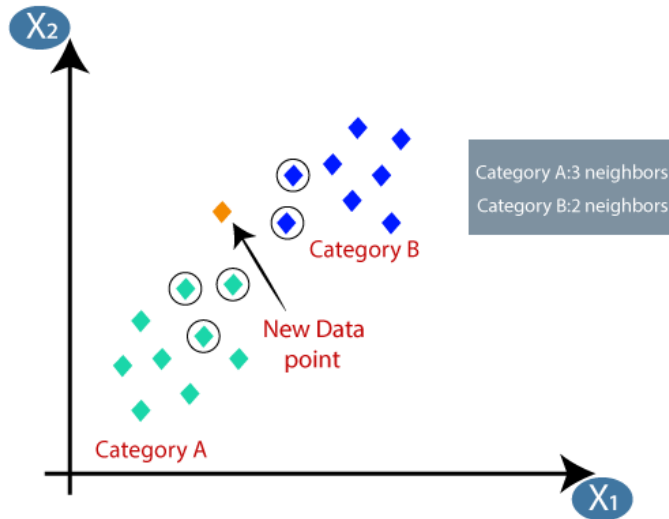 X2
Category A:3 neighbors
Category B:2 neighbors
Category B
New Data
point
Category A
X1